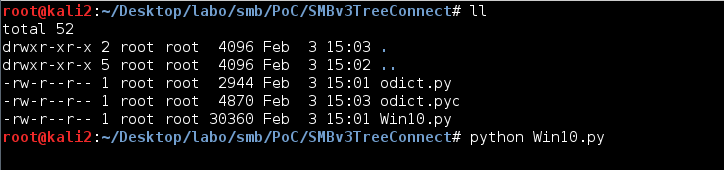 root@kali2:~/Desktop/labo/smb/PoC/SMBv3TreeConnect# ll
total 52
drwxr-xr-x 2 root root  4096 Feb  3 15:03 .
drwxr-xr-x 5 root root  4096 Feb  3 15:02 ..
-rw-r--r-- 1 root root  2944 Feb  3 15:01 odict.py
-rw-r--r-- 1 root root  4870 Feb  3 15:03 odict.pyc
-rw-r--r-- 1 root root 30360 Feb  3 15:01 Win10.py
root@kali2:~/Desktop/labo/smb/PoC/SMBv3TreeConnect# python Win10.py